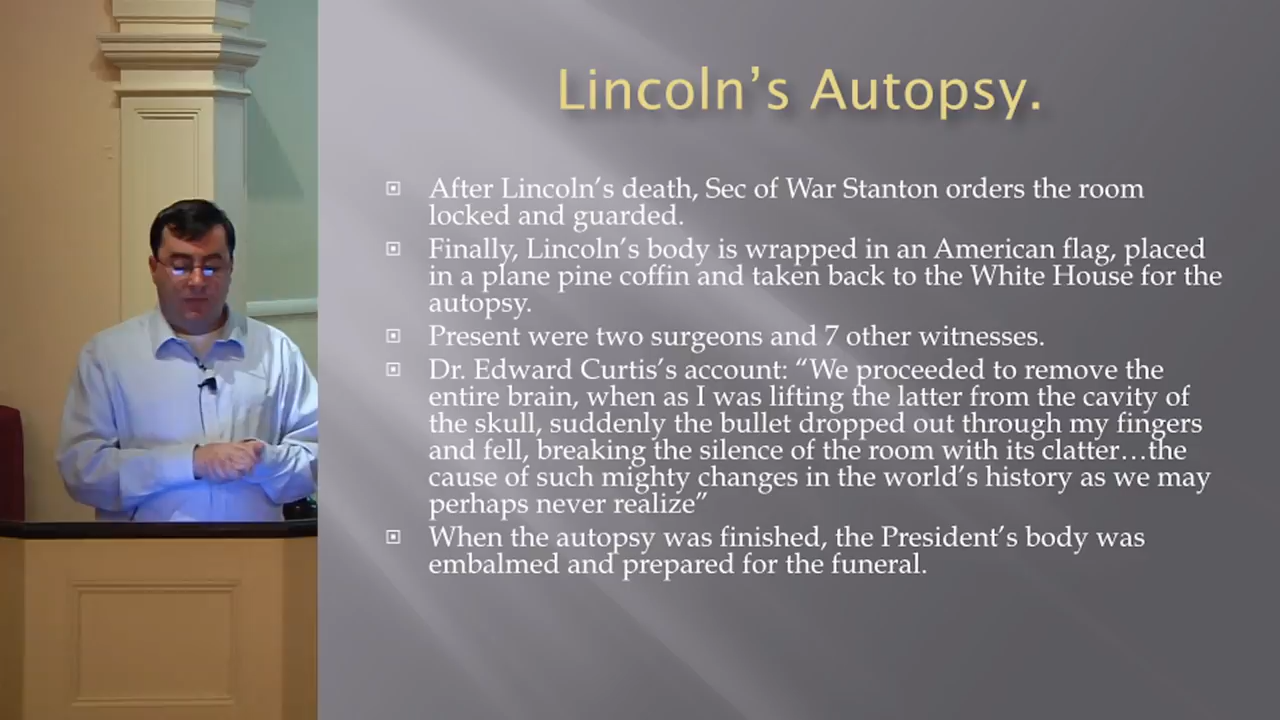 Lincoln's Autopsy.
After Lincoln's death, Sec of War Stanton orders the room
locked and guarded.
Finally, Lincoln's body is wrapped in an American flag, placed
in a plane pine coffin and taken back to the White House for the
autopsy.
Present were two surgeons and 7 other witnesses.
Dr. Edward Curtis's account: “We proceeded to remove the
entire brain, when as I was lifting the latter from the cavity of
the skull, suddenly the bullet dropped out through my fingers
and fell, breaking the silence of the room with its clatter…the
cause of such mighty changes in the world's history as we may
perhaps never realize”
When the autopsy was finished, the President's body was
embalmed and prepared for the funeral.